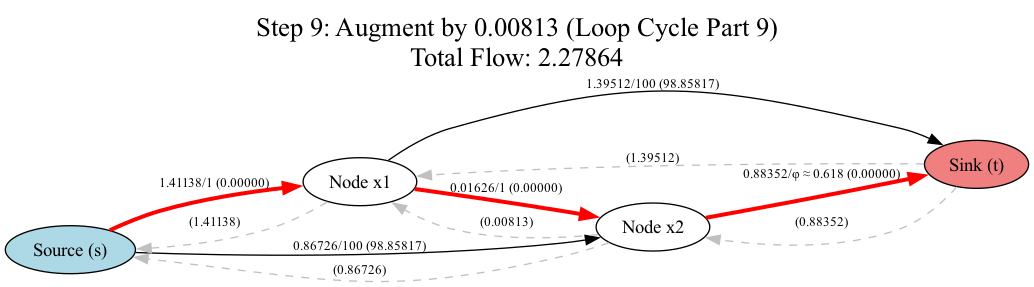 Step 9: Augment by 0.00813 (Loop Cycle Part 9)
Total Flow: 2.27864
1.39512/100 (98.85817)
(1.39512)
Sink (t)
1.41138/1 (0.00000)
Node x1
0.01626/1 (0.00000)
0.88352/φ ≈ 0.618 (0.00000)
(1.41138)
(0.00813)
Node x2
(0.88352)
Source (s)
0.86726/100 (98.85817)
(0.86726)